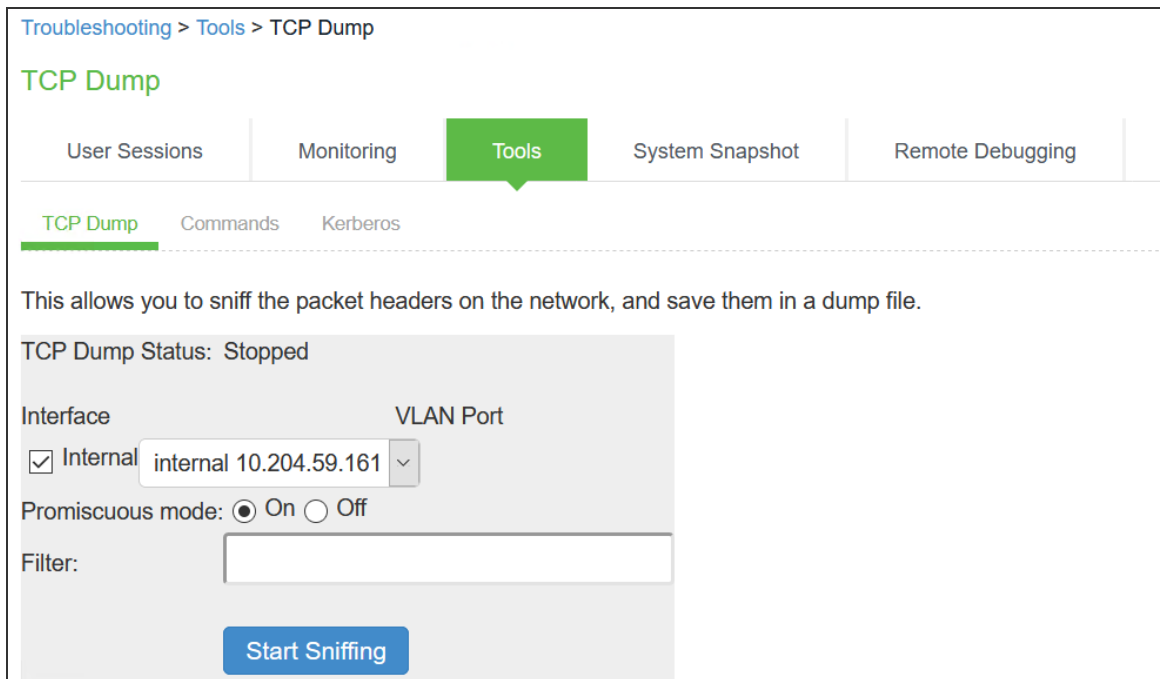 Troubleshooting > Tools > TCP Dump
TCP Dump
User Sessions Monitoring Tools System Snapshot Remote Debugging
TCP Dump Commands Kerberos
This allows you to sniff the packet headers on the network, and save them in a dump file.
TCP Dump Status: Stopped
Interface VLAN Port
Internal internal 10.204.59.161
Promiscuous mode: On Off
Filter:
Start Sniffing